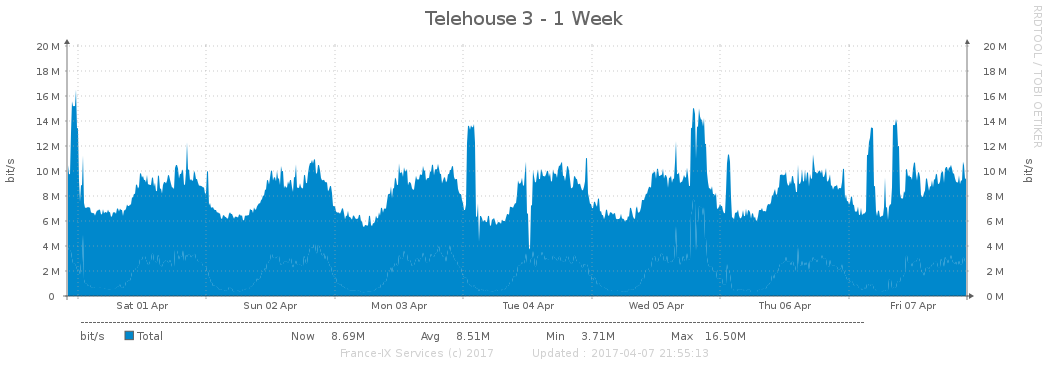 Telehouse 3 - 1 Week
RRDTOOL / TOBI OETIKER
20 M 20 M
18 M 18 M
16 M 16 M
14 M 14 M
12 M 12 M
10 M 10 M
8 M 8 M
6 M 6 M
4 M 4 M
2 M 2 M
0 0 M
bit/s bit/s
Sat 01 Apr Sun 02 Apr Mon 03 Apr Tue 04 Apr Wed 05 Apr Thu 06 Apr Fri 07 Apr
bit/s Total Now 8.69M Avg 8.51M Min 3.71M Max 16.50M
France-IX Services (c) 2017 Updated : 2017-04-07 21:55:13